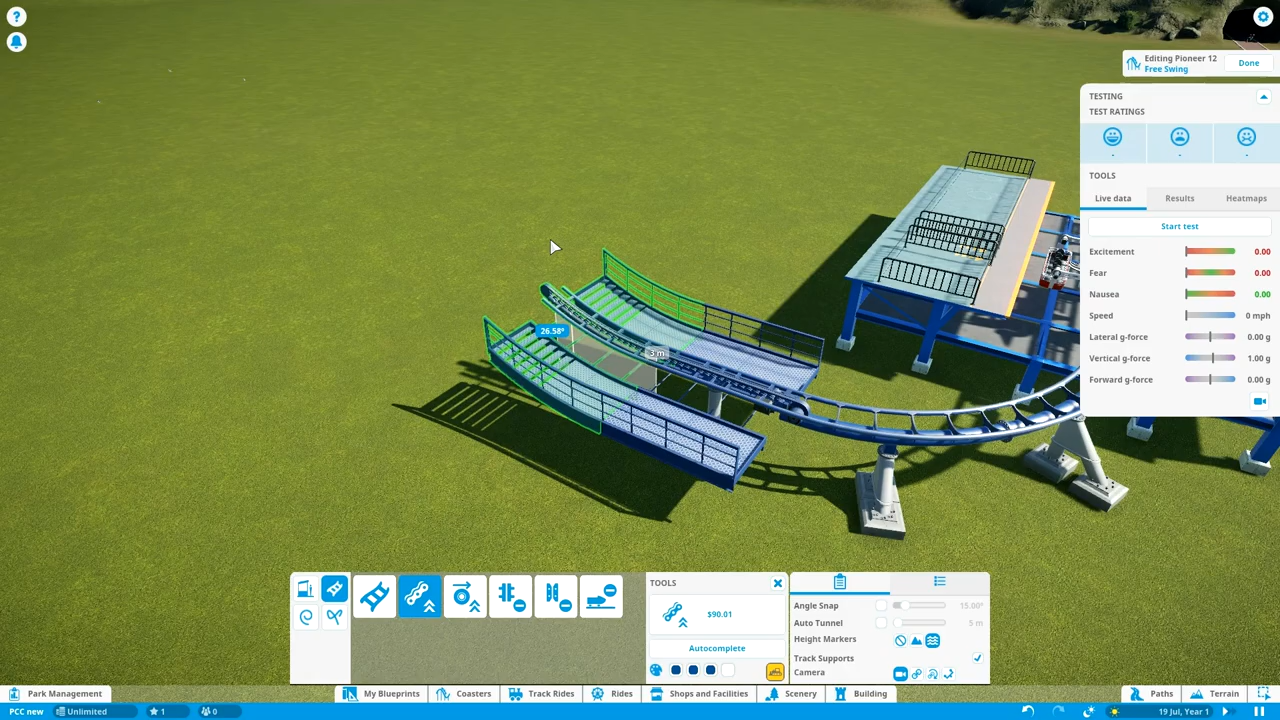 ?
Editing Pioneer 12
Free Swing
Done
TESTING
TEST RATINGS
-
-
-
TOOLS
Live data
Results
Heatmaps
Start test
Excitement 0.00
Fear 0.00
Nausea 0.00
Speed 0 mph
Lateral g-force 0.00 g
Vertical g-force 1.00 g
Forward g-force 0.00 g
26.58°
3 m
TOOLS
$90.01
Autocomplete
Angle Snap 15.00°
Auto Tunnel 5 m
Height Markers
Track Supports
Camera
Park Management
My Blueprints
Coasters
Track Rides
Rides
Shops and Facilities
Scenery
Building
Paths
Terrain
PCC new
Unlimited
1
0
19 Jul, Year 1